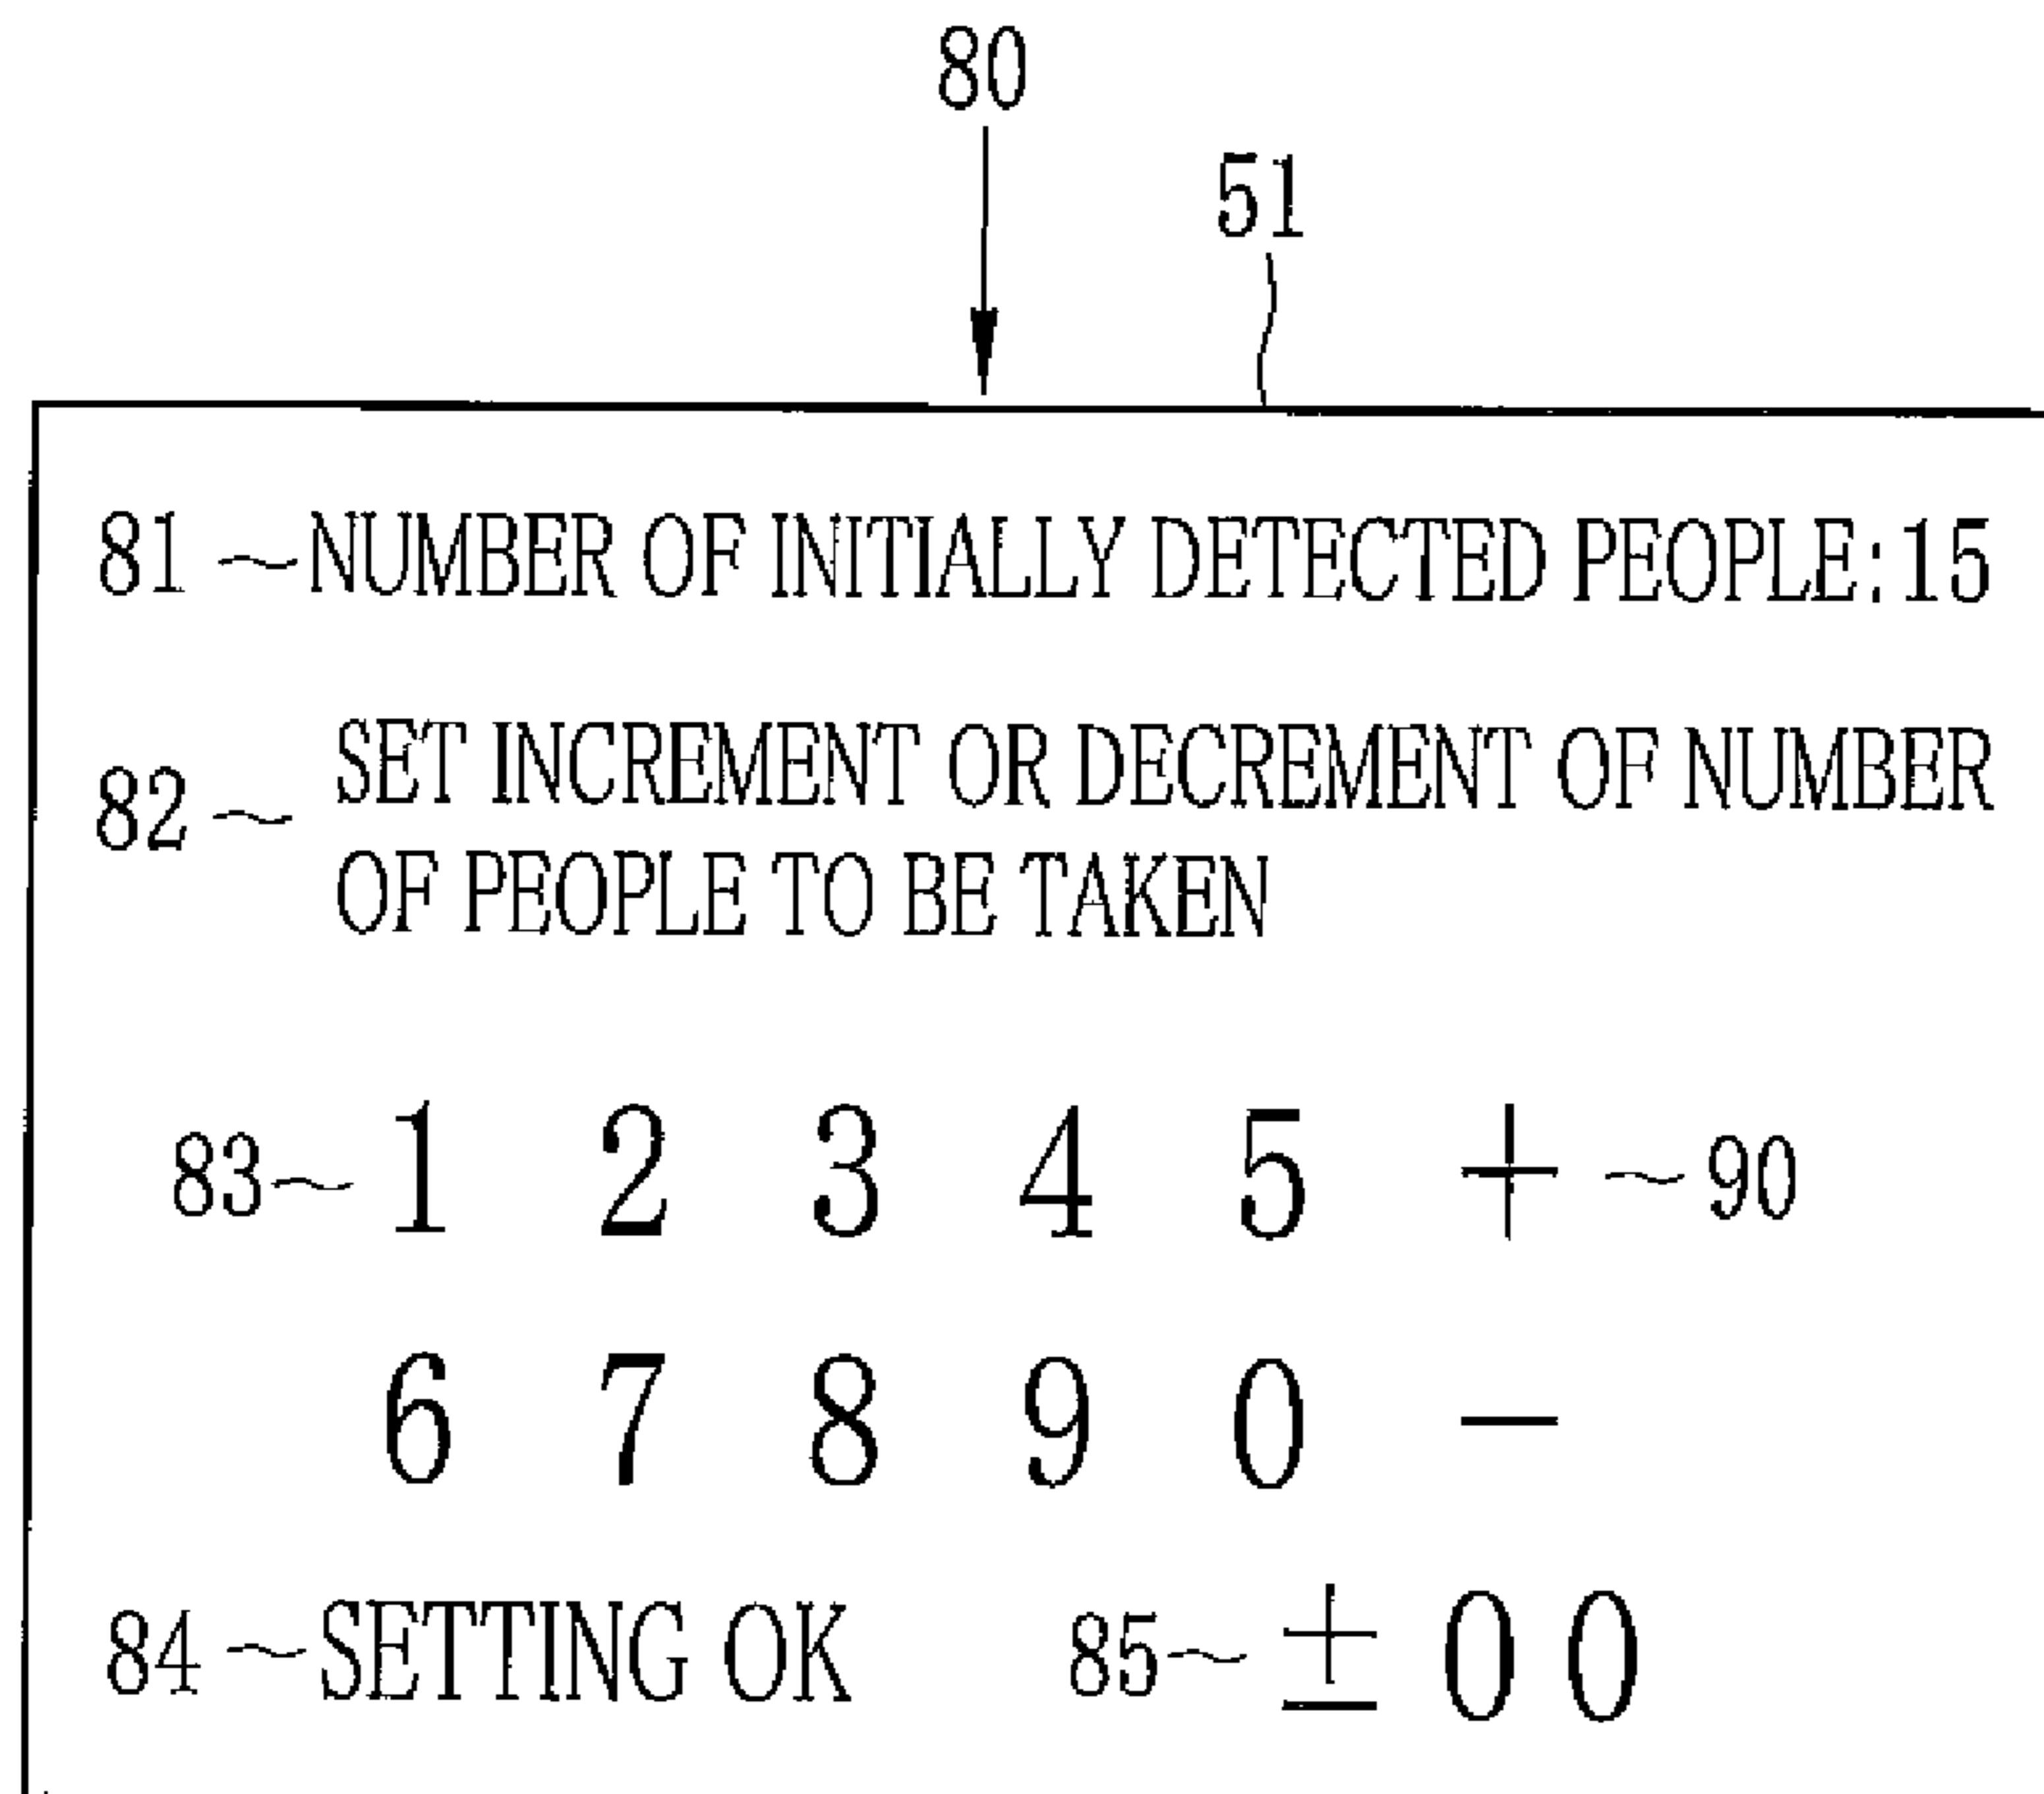 80
51
81 ~ NUMBER OF INITIALLY DETECTED PEOPLE:15
82 ~ SET INCREMENT OR DECREMENT OF NUMBER
OF PEOPLE TO BE TAKEN
83 ~ 1 2 3 4 5 + ~ 90
6 7 8 9 0 −
84 ~ SETTING OK 85 ~ ± 0 0